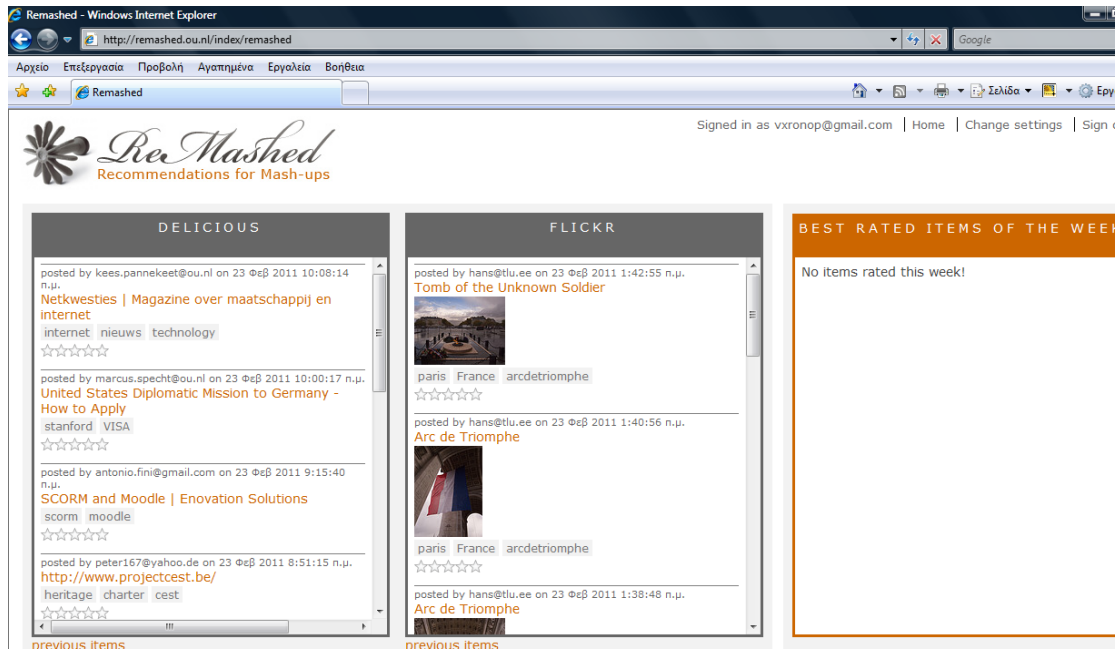 Remashed - Windows Internet Explorer
http://remashed.ou.nl/index/remashed
Google
Αρχείο Επεξεργασία Προβολή Αγαπημένα Εργαλεία Βοήθεια
Remashed
Σελίδα
Signed in as vxronop@gmail.com | Home | Change settings | Sign
ReMashed
Recommendations for Mash-ups
DELICIOUS
posted by kees.pannekeet@ou.nl on 23 Φεβ 2011 10:08:14
π.μ.
Netkwesties | Magazine over maatschappij en
internet
internet nieuws technology
posted by marcus.specht@ou.nl on 23 Φεβ 2011 10:00:17 π.μ.
United States Diplomatic Mission to Germany -
How to Apply
stanford VISA
posted by antonio.fini@gmail.com on 23 Φεβ 2011 9:15:40
π.μ.
SCORM and Moodle | Enovation Solutions
scorm moodle
posted by peter167@yahoo.de on 23 Φεβ 2011 8:51:15 π.μ.
http://www.projectcest.be/
heritage charter cest
previous items
FLICKR
posted by hans@tlu.ee on 23 Φεβ 2011 1:42:55 π.μ.
Tomb of the Unknown Soldier
paris France arcdetriomphe
posted by hans@tlu.ee on 23 Φεβ 2011 1:40:56 π.μ.
Arc de Triomphe
paris France arcdetriomphe
posted by hans@tlu.ee on 23 Φεβ 2011 1:38:48 π.μ.
Arc de Triomphe
previous items
BEST RATED ITEMS OF THE WEEK
No items rated this week!